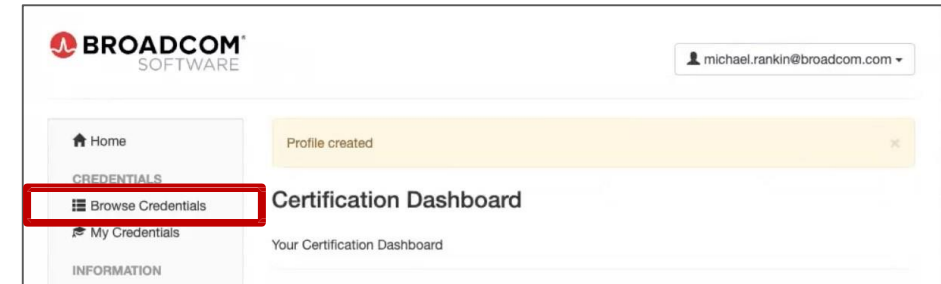 BROADCOM
SOFTWARE
michael.rankin@broadcom.com
Home
CREDENTIALS
Browse Credentials
My Credentials
INFORMATION
Profile created
×
Certification Dashboard
Your Certification Dashboard